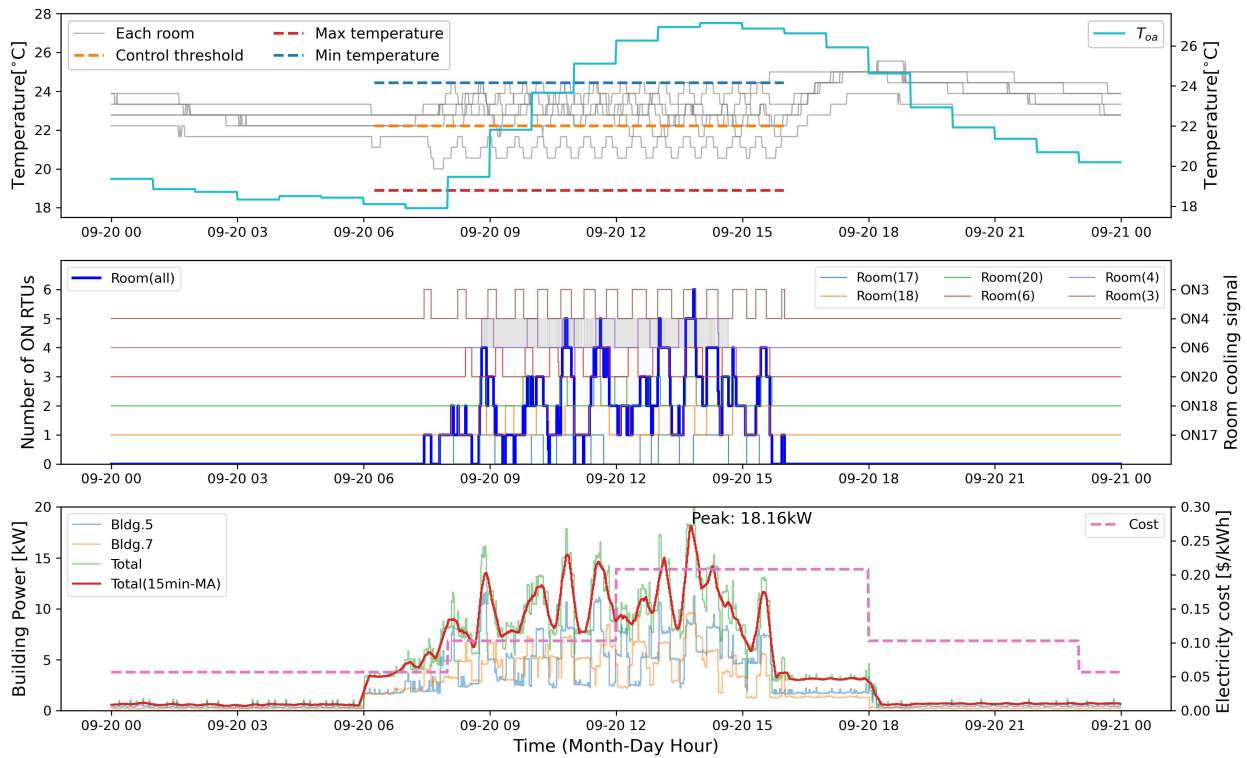 28
26
24
22
20
18
Temperature[°C]
Each room
Control threshold
Max temperature
Min temperature
T_oa
26
24
22
20
18
Temperature[°C]
09-20 00
09-20 03
09-20 06
09-20 09
09-20 12
09-20 15
09-20 18
09-20 21
09-21 00
6
5
4
3
2
1
0
Number of ON RTUs
Room(all)
Room(17)
Room(18)
Room(20)
Room(6)
Room(4)
Room(3)
ON3
ON4
ON6
ON20
ON18
ON17
Room cooling signal
09-20 00
09-20 03
09-20 06
09-20 09
09-20 12
09-20 15
09-20 18
09-20 21
09-21 00
20
15
10
5
0
Building Power [kW]
Bldg.5
Bldg.7
Total
Total(15min-MA)
Peak: 18.16kW
Cost
0.30
0.25
0.20
0.15
0.10
0.05
0.00
Electricity cost [$/kWh]
09-20 00
09-20 03
09-20 06
09-20 09
09-20 12
09-20 15
09-20 18
09-20 21
09-21 00
Time (Month-Day Hour)